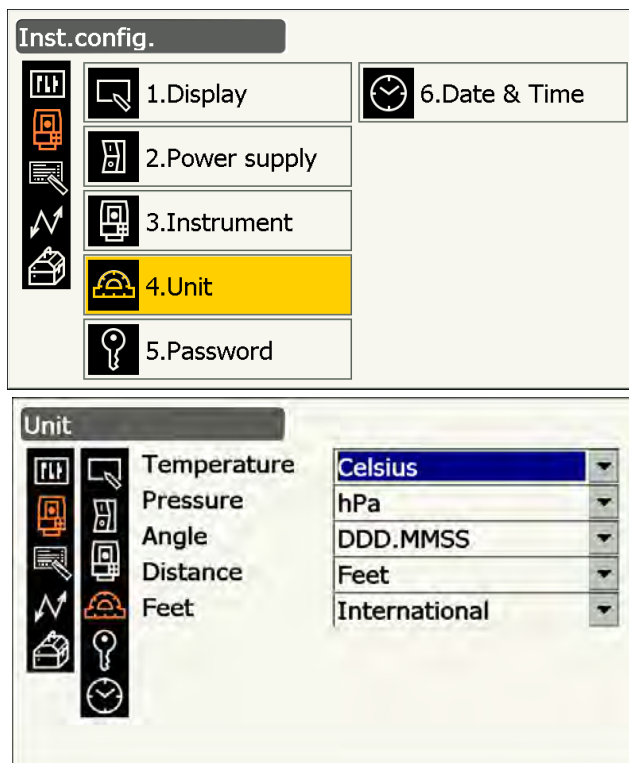 Inst.config.
1.Display
6.Date & Time
2.Power supply
3.Instrument
4.Unit
5.Password
Unit
Temperature Celsius
Pressure hPa
Angle DDD.MMSS
Distance Feet
Feet International